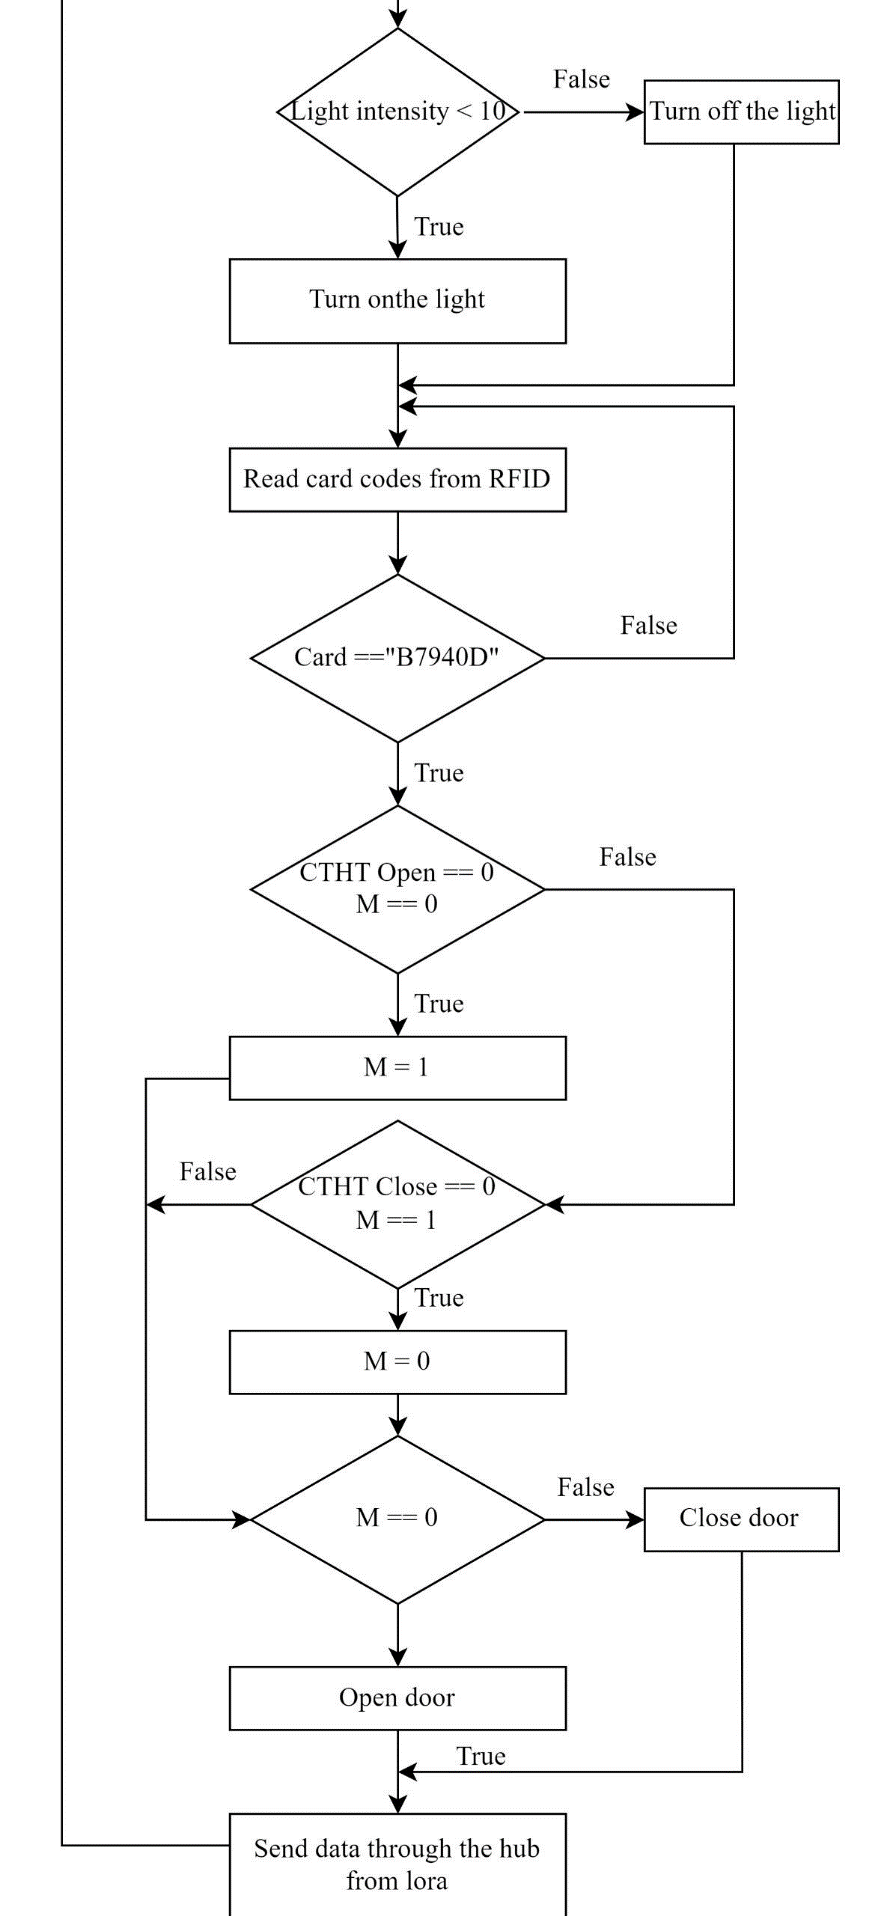 False
Light intensity < 10
Turn off the light
True
Turn onthe light
Read card codes from RFID
False
Card =="B7940D"
True
False
CTHT Open == 0
M == 0
True
M = 1
False
CTHT Close == 0
M == 1
True
M = 0
False
M == 0
Close door
Open door
True
Send data through the hub
from lora